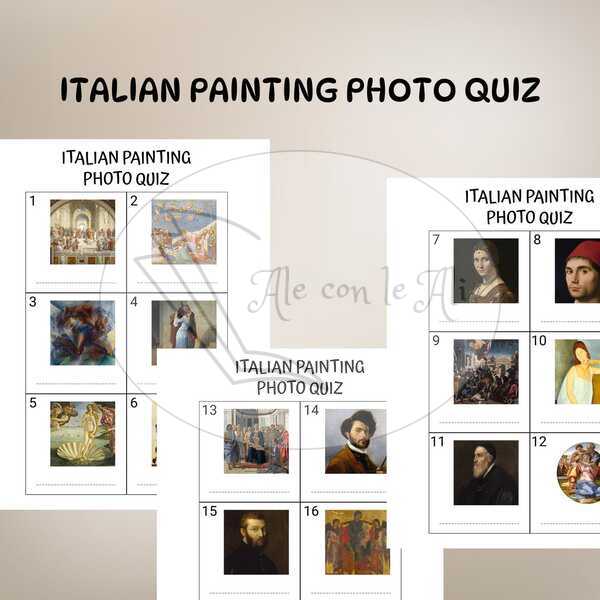 ITALIAN PAINTING PHOTO QUIZ
ITALIAN PAINTING
PHOTO QUIZ
1
2
3
4
5
6
ITALIAN PAINTING
PHOTO QUIZ
7
8
9
10
11
12
ITALIAN PAINTING
PHOTO QUIZ
13
14
15
16
Ale con le Ali